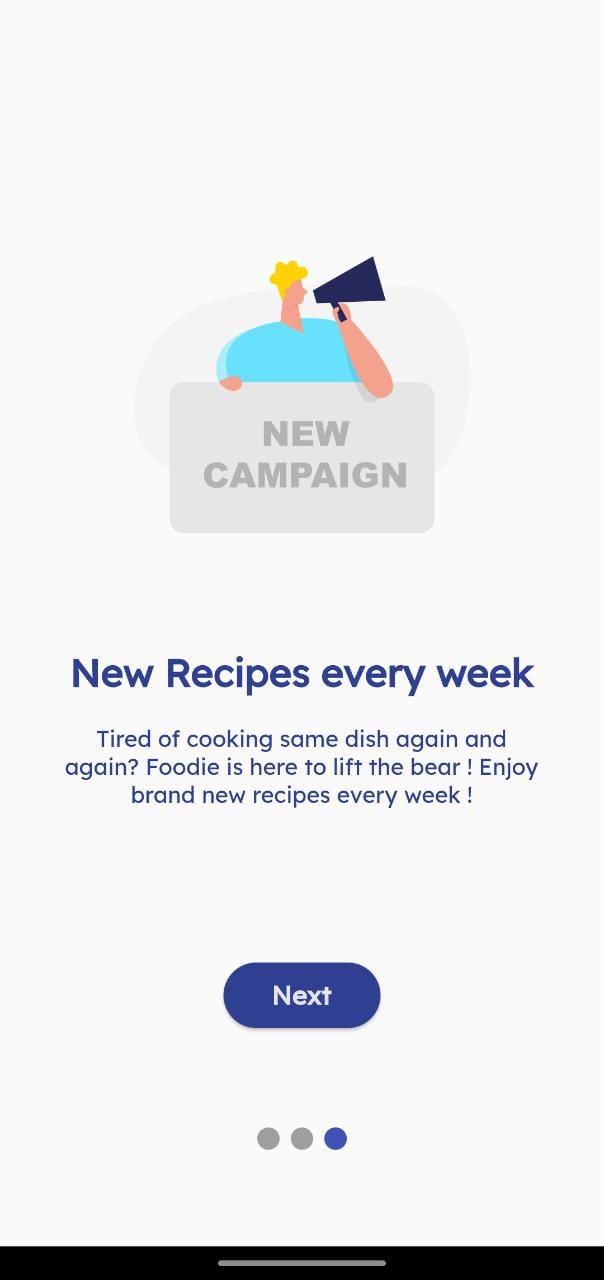 NEW
CAMPAIGN
New Recipes every week
Tired of cooking same dish again and
again? Foodie is here to lift the bear ! Enjoy
brand new recipes every week !
Next